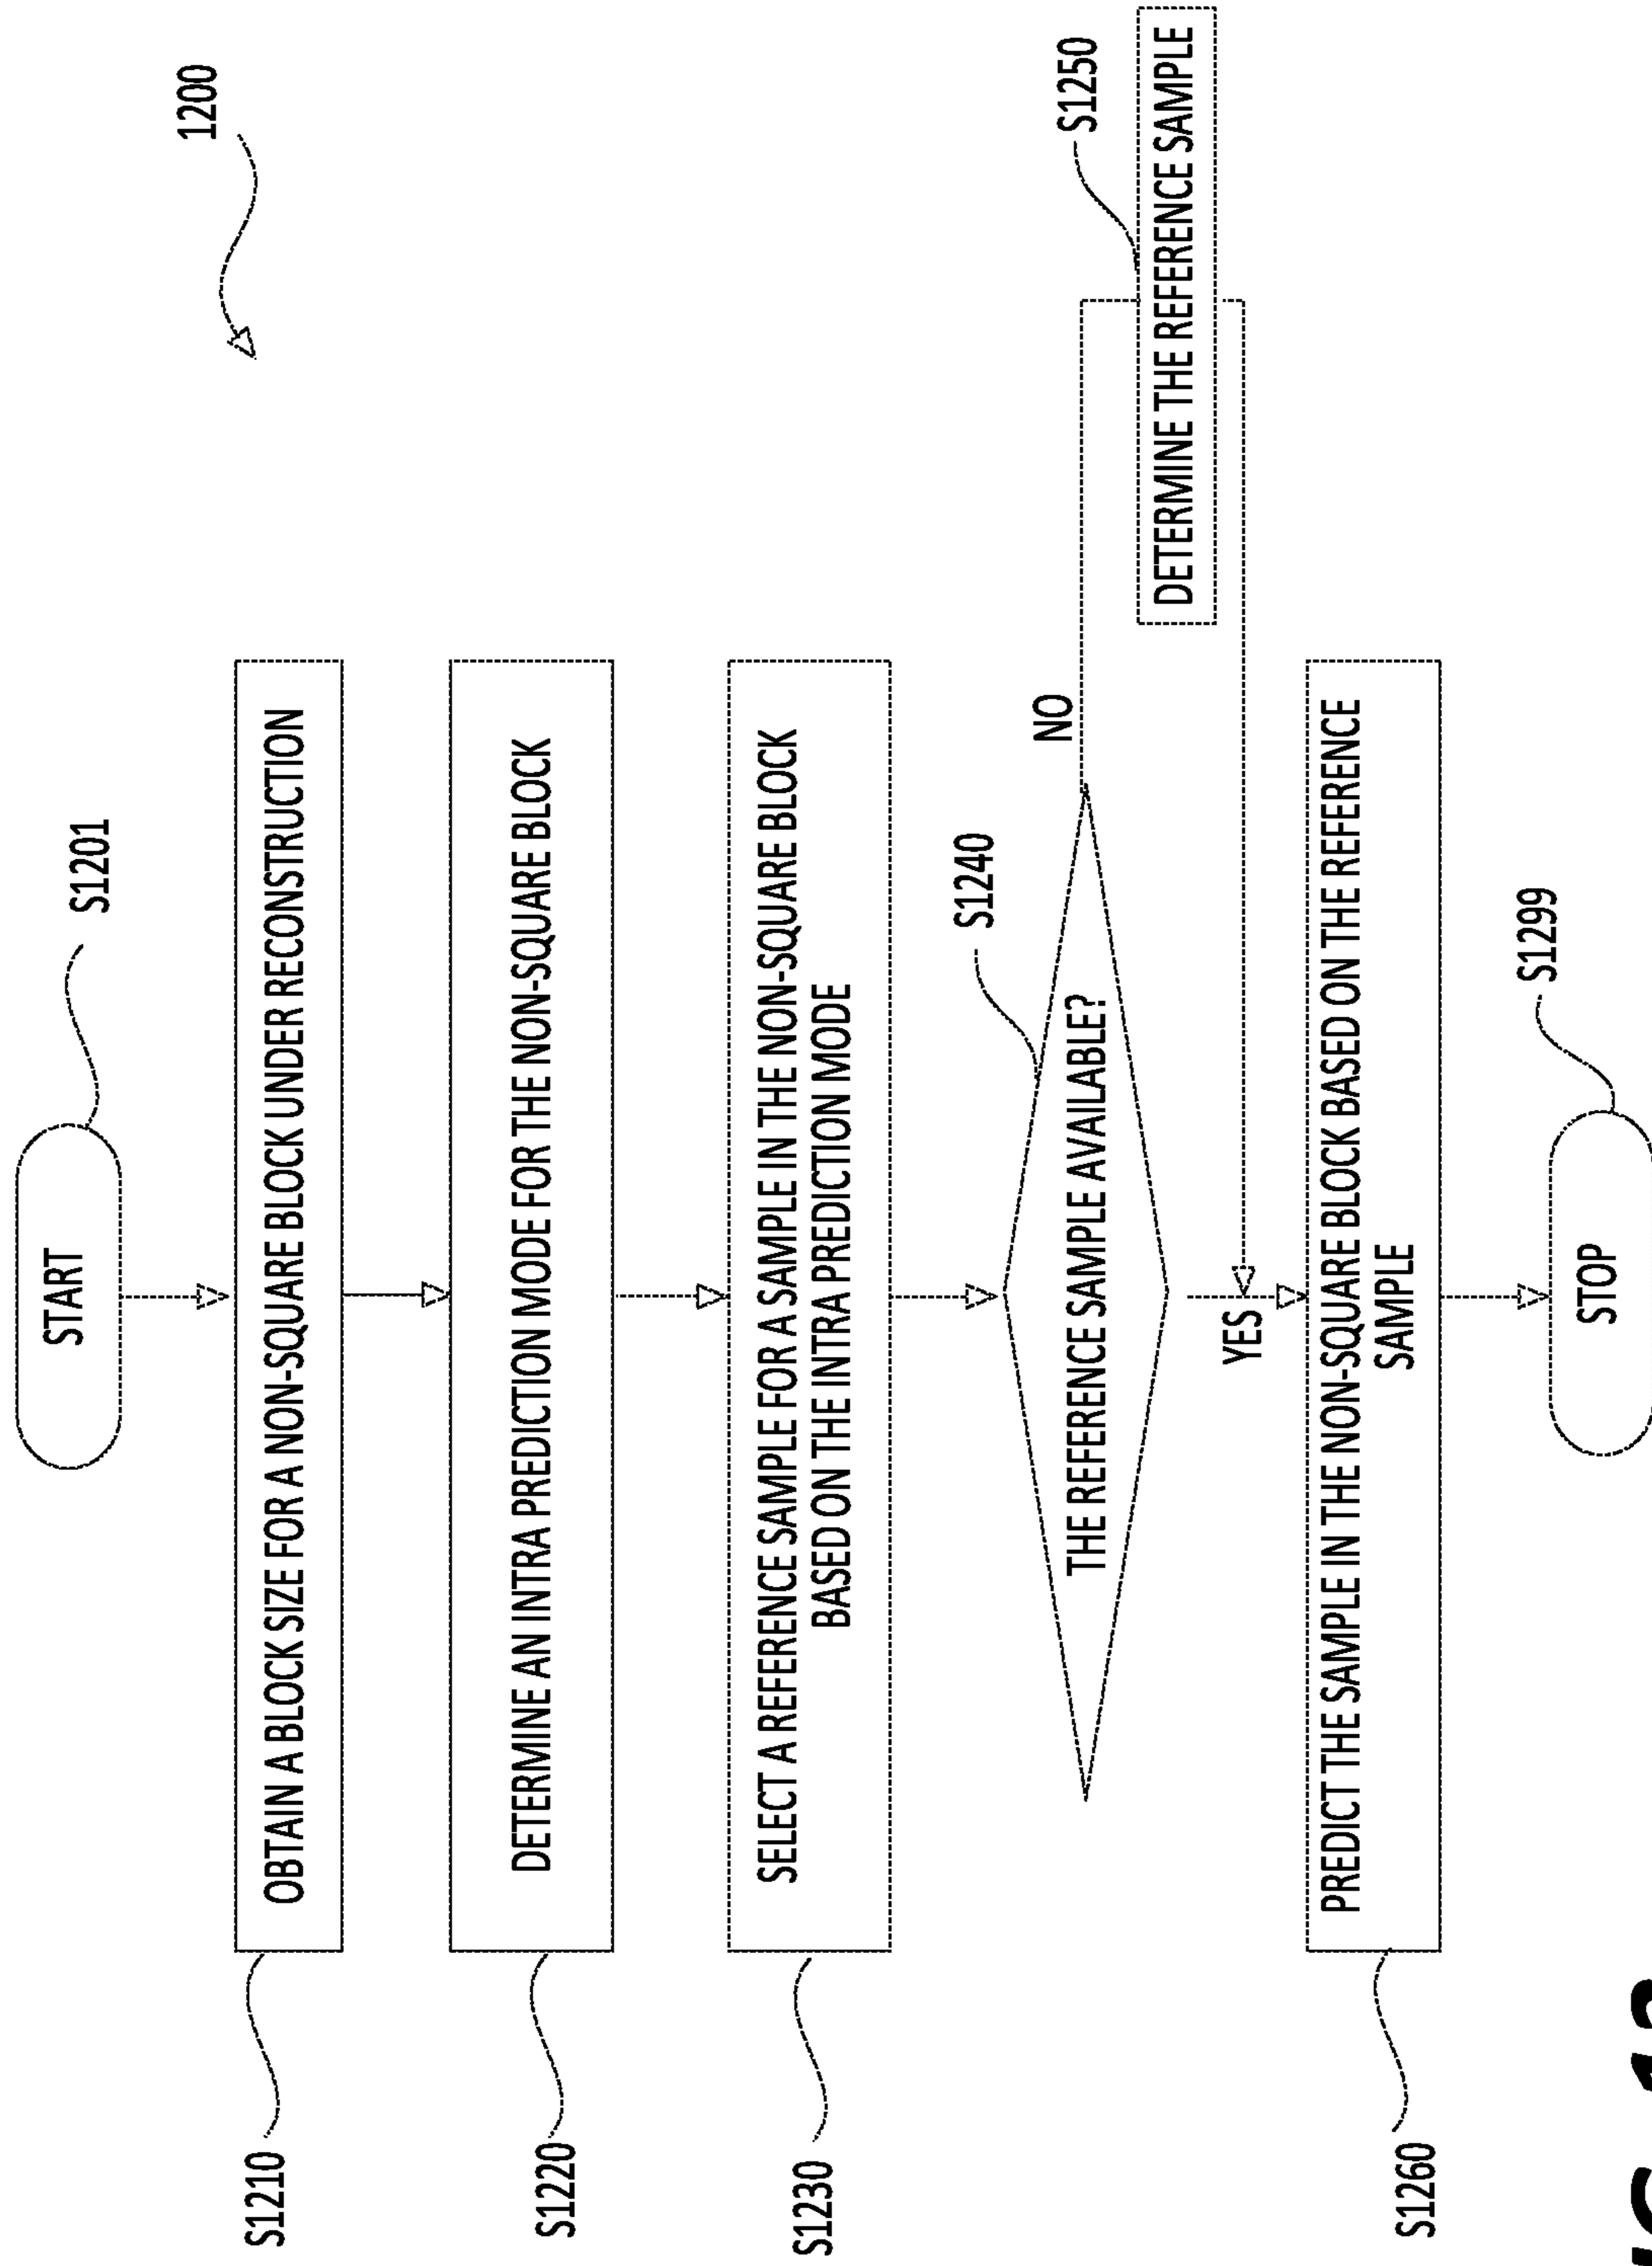 1200
START
S1201
S1210
OBTAIN A BLOCK SIZE FOR A NON-SQUARE BLOCK UNDER RECONSTRUCTION
S1220
DETERMINE AN INTRA PREDICTION MODE FOR THE NON-SQUARE BLOCK
S1230
SELECT A REFERENCE SAMPLE FOR A SAMPLE IN THE NON-SQUARE BLOCK
BASED ON THE INTRA PREDICTION MODE
S1240
THE REFERENCE SAMPLE AVAILABLE?
NO
S1250
DETERMINE THE REFERENCE SAMPLE
YES
S1260
PREDICT THE SAMPLE IN THE NON-SQUARE BLOCK BASED ON THE REFERENCE
SAMPLE
S1299
STOP